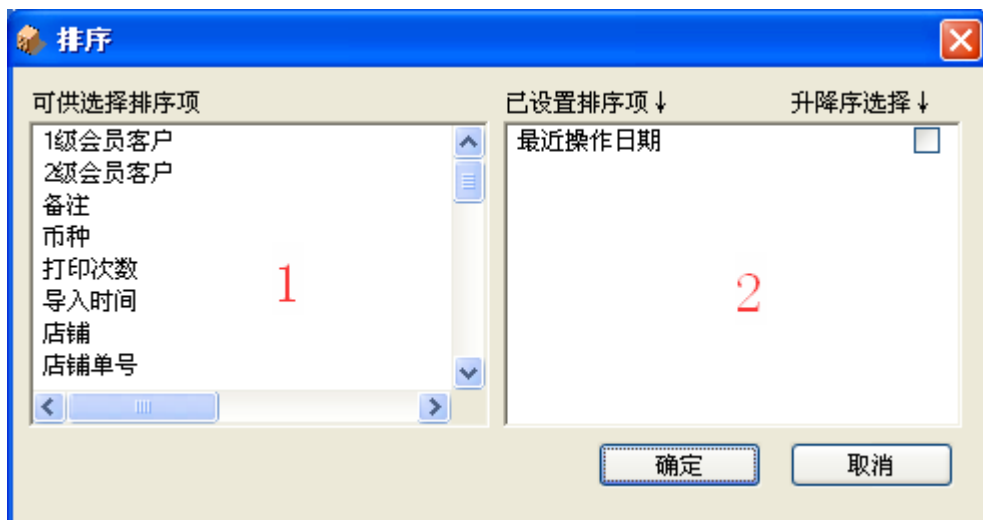 排序
可供选择排序项
已设置排序项↓
升降序选择↓
1级会员客户
2级会员客户
备注
币种
打印次数
导入时间
店铺
店铺单号
1
最近操作日期
2
确定
取消